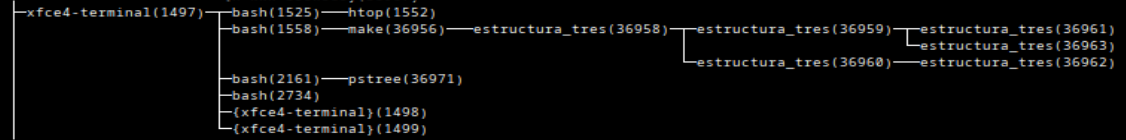 xfce4-terminal(1497)─┬─bash(1525)───htop(1552)
├─bash(1558)───make(36956)───estructura_tres(36958)─┬─estructura_tres(36959)─┬─estructura_tres(36961)
└─estructura_tres(36963)
└─estructura_tres(36960)───estructura_tres(36962)
├─bash(2161)───pstree(36971)
├─bash(2734)
├─{xfce4-terminal}(1498)
└─{xfce4-terminal}(1499)